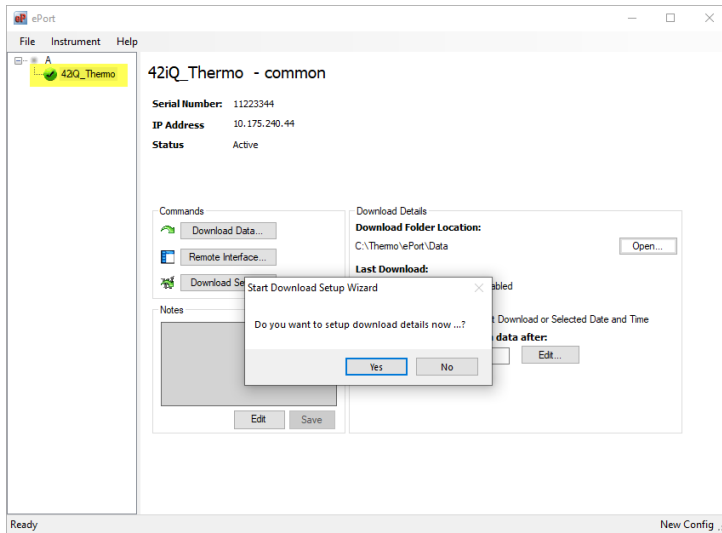 eP ePort
File Instrument Help
A
42iQ_Thermo
42iQ_Thermo - common
Serial Number: 11223344
IP Address 10.175.240.44
Status Active
Commands
Download Data...
Remote Interface...
Download Se
Notes
Edit Save
Download Details
Download Folder Location:
C:\Thermo\ePort\Data
Open...
Last Download:
abled
t Download or Selected Date and Time
data after:
Edit...
Start Download Setup Wizard
Do you want to setup download details now ...?
Yes No
Ready New Config